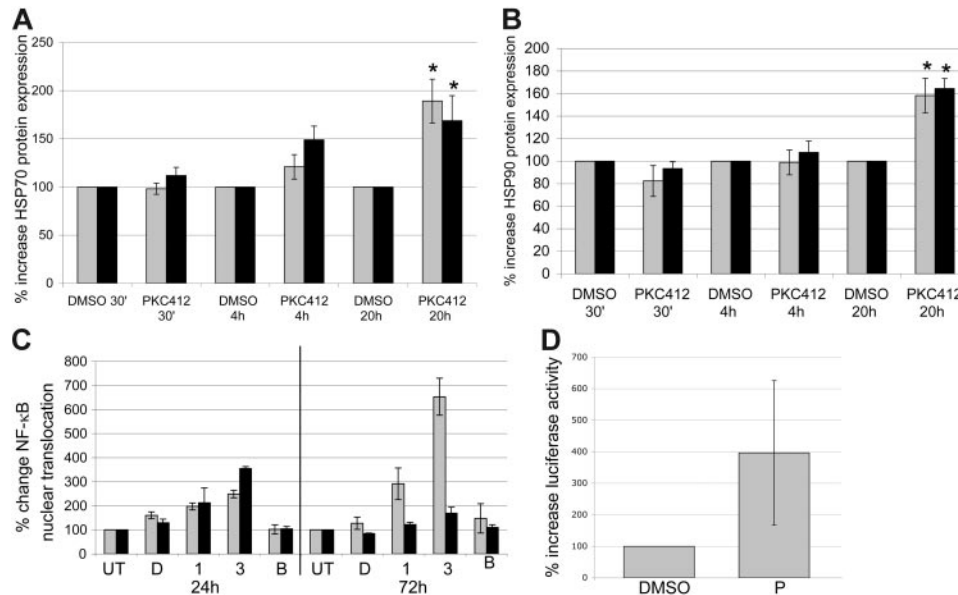 A
% increase HSP70 protein expression
250
200
150
100
50
0
* *
DMSO 30' PKC412 30' DMSO 4h PKC412 4h DMSO 20h PKC412 20h
B
% increase HSP90 protein expression
200
180
160
140
120
100
80
60
40
20
0
* *
DMSO 30' PKC412 30' DMSO 4h PKC412 4h DMSO 20h PKC412 20h
C
% change NF-κB
nuclear translocation
800
700
600
500
400
300
200
100
0
UT D 1 3 B UT D 1 3 B
24h 72h
D
% increase luciferase activity
700
600
500
400
300
200
100
0
DMSO P